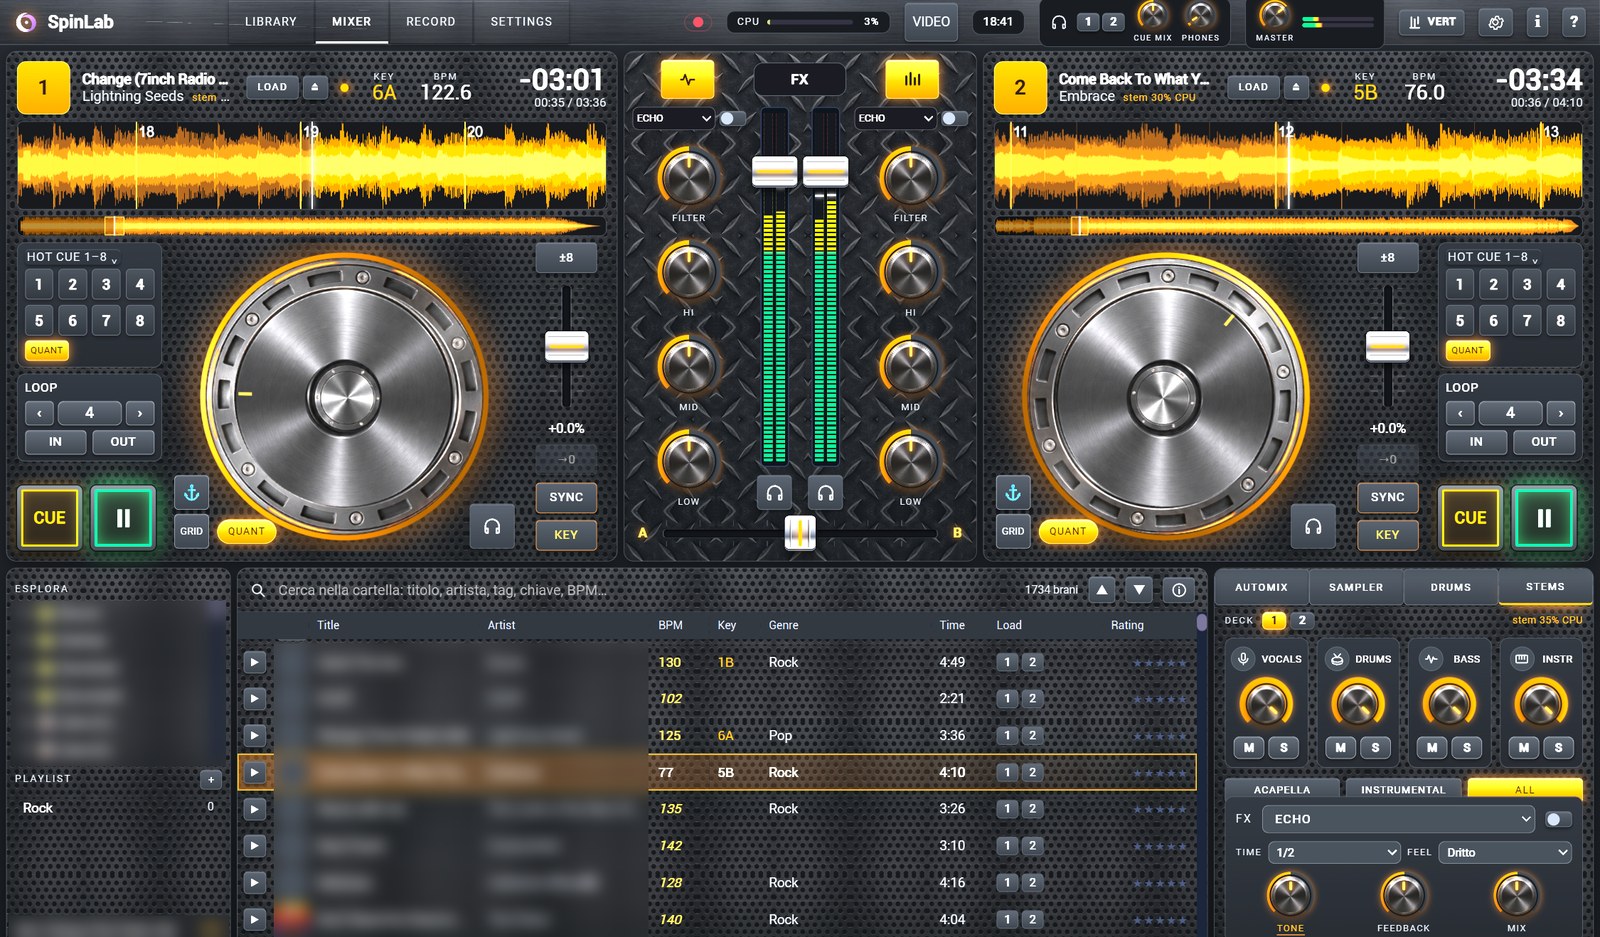 SpinLab
LIBRARY MIXER RECORD SETTINGS
CPU 3%
VIDEO
18:41
1 2
CUE MIX PHONES
MASTER
VERT
i
?
1
Change (7inch Radio ...
Lightning Seeds stem ...
LOAD
KEY
6A
BPM
122.6
-03:01
00:35 / 03:36
18 19 20
HOT CUE 1-8
1 2 3 4
5 6 7 8
QUANT
LOOP
‹ 4 ›
IN OUT
CUE
GRID
QUANT
±8
+0.0%
→0
SYNC
KEY
FX
ECHO ECHO
FILTER FILTER
HI HI
MID MID
LOW LOW
A B
2
Come Back To What Y...
Embrace stem 30% CPU
LOAD
KEY
5B
BPM
76.0
-03:34
00:36 / 04:10
11 12 13
±8
+0.0%
→0
SYNC
KEY
GRID
QUANT
HOT CUE 1-8
1 2 3 4
5 6 7 8
QUANT
LOOP
‹ 4 ›
IN OUT
CUE
ESPLORA
PLAYLIST +
Rock 0
Cerca nella cartella: titolo, artista, tag, chiave, BPM...
1734 brani
Title Artist BPM Key Genre Time Load Rating
130 1B Rock 4:49 1 2 ★★★★★
102 2:21 1 2 ★★★★★
125 6A Pop 3:36 1 2 ★★★★★
77 5B Rock 4:10 1 2 ★★★★★
135 Rock 3:26 1 2 ★★★★★
142 3:10 1 2 ★★★★★
128 Rock 4:16 1 2 ★★★★★
140 Rock 4:04 1 2 ★★★★★
AUTOMIX SAMPLER DRUMS STEMS
DECK 1 2 stem 35% CPU
VOCALS DRUMS BASS INSTR
M S M S M S M S
ACAPELLA INSTRUMENTAL ALL
FX ECHO
TIME 1/2 FEEL Dritto
TONE FEEDBACK MIX